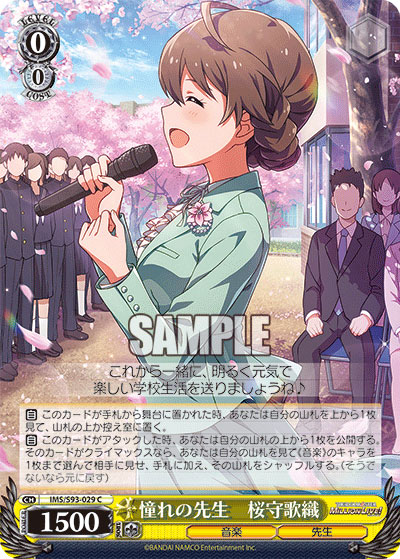 LEVEL
0
0
COST
SAMPLE
これから一緒に、明るく元気で
楽しい学校生活を送りましょうね♪
自 このカードが手札から舞台に置かれた時、あなたは自分の山札を上から1枚
見て、山札の上か控え室に置く。
自 このカードがアタックした時、あなたは自分の山札の上から1枚を公開する。
そのカードがクライマックスなら、あなたは自分の山札を見て《音楽》のキャラを
1枚まで選んで相手に見せ、手札に加え、その山札をシャッフルする。(そうで
ないなら元に戻す)
CH IMS/S93-029 C
POWER
1500
SOUL
憧れの先生 桜守歌織
THE IDOLM@STER
MILLION LIVE!
音楽
先生
©BANDAI NAMCO Entertainment Inc.